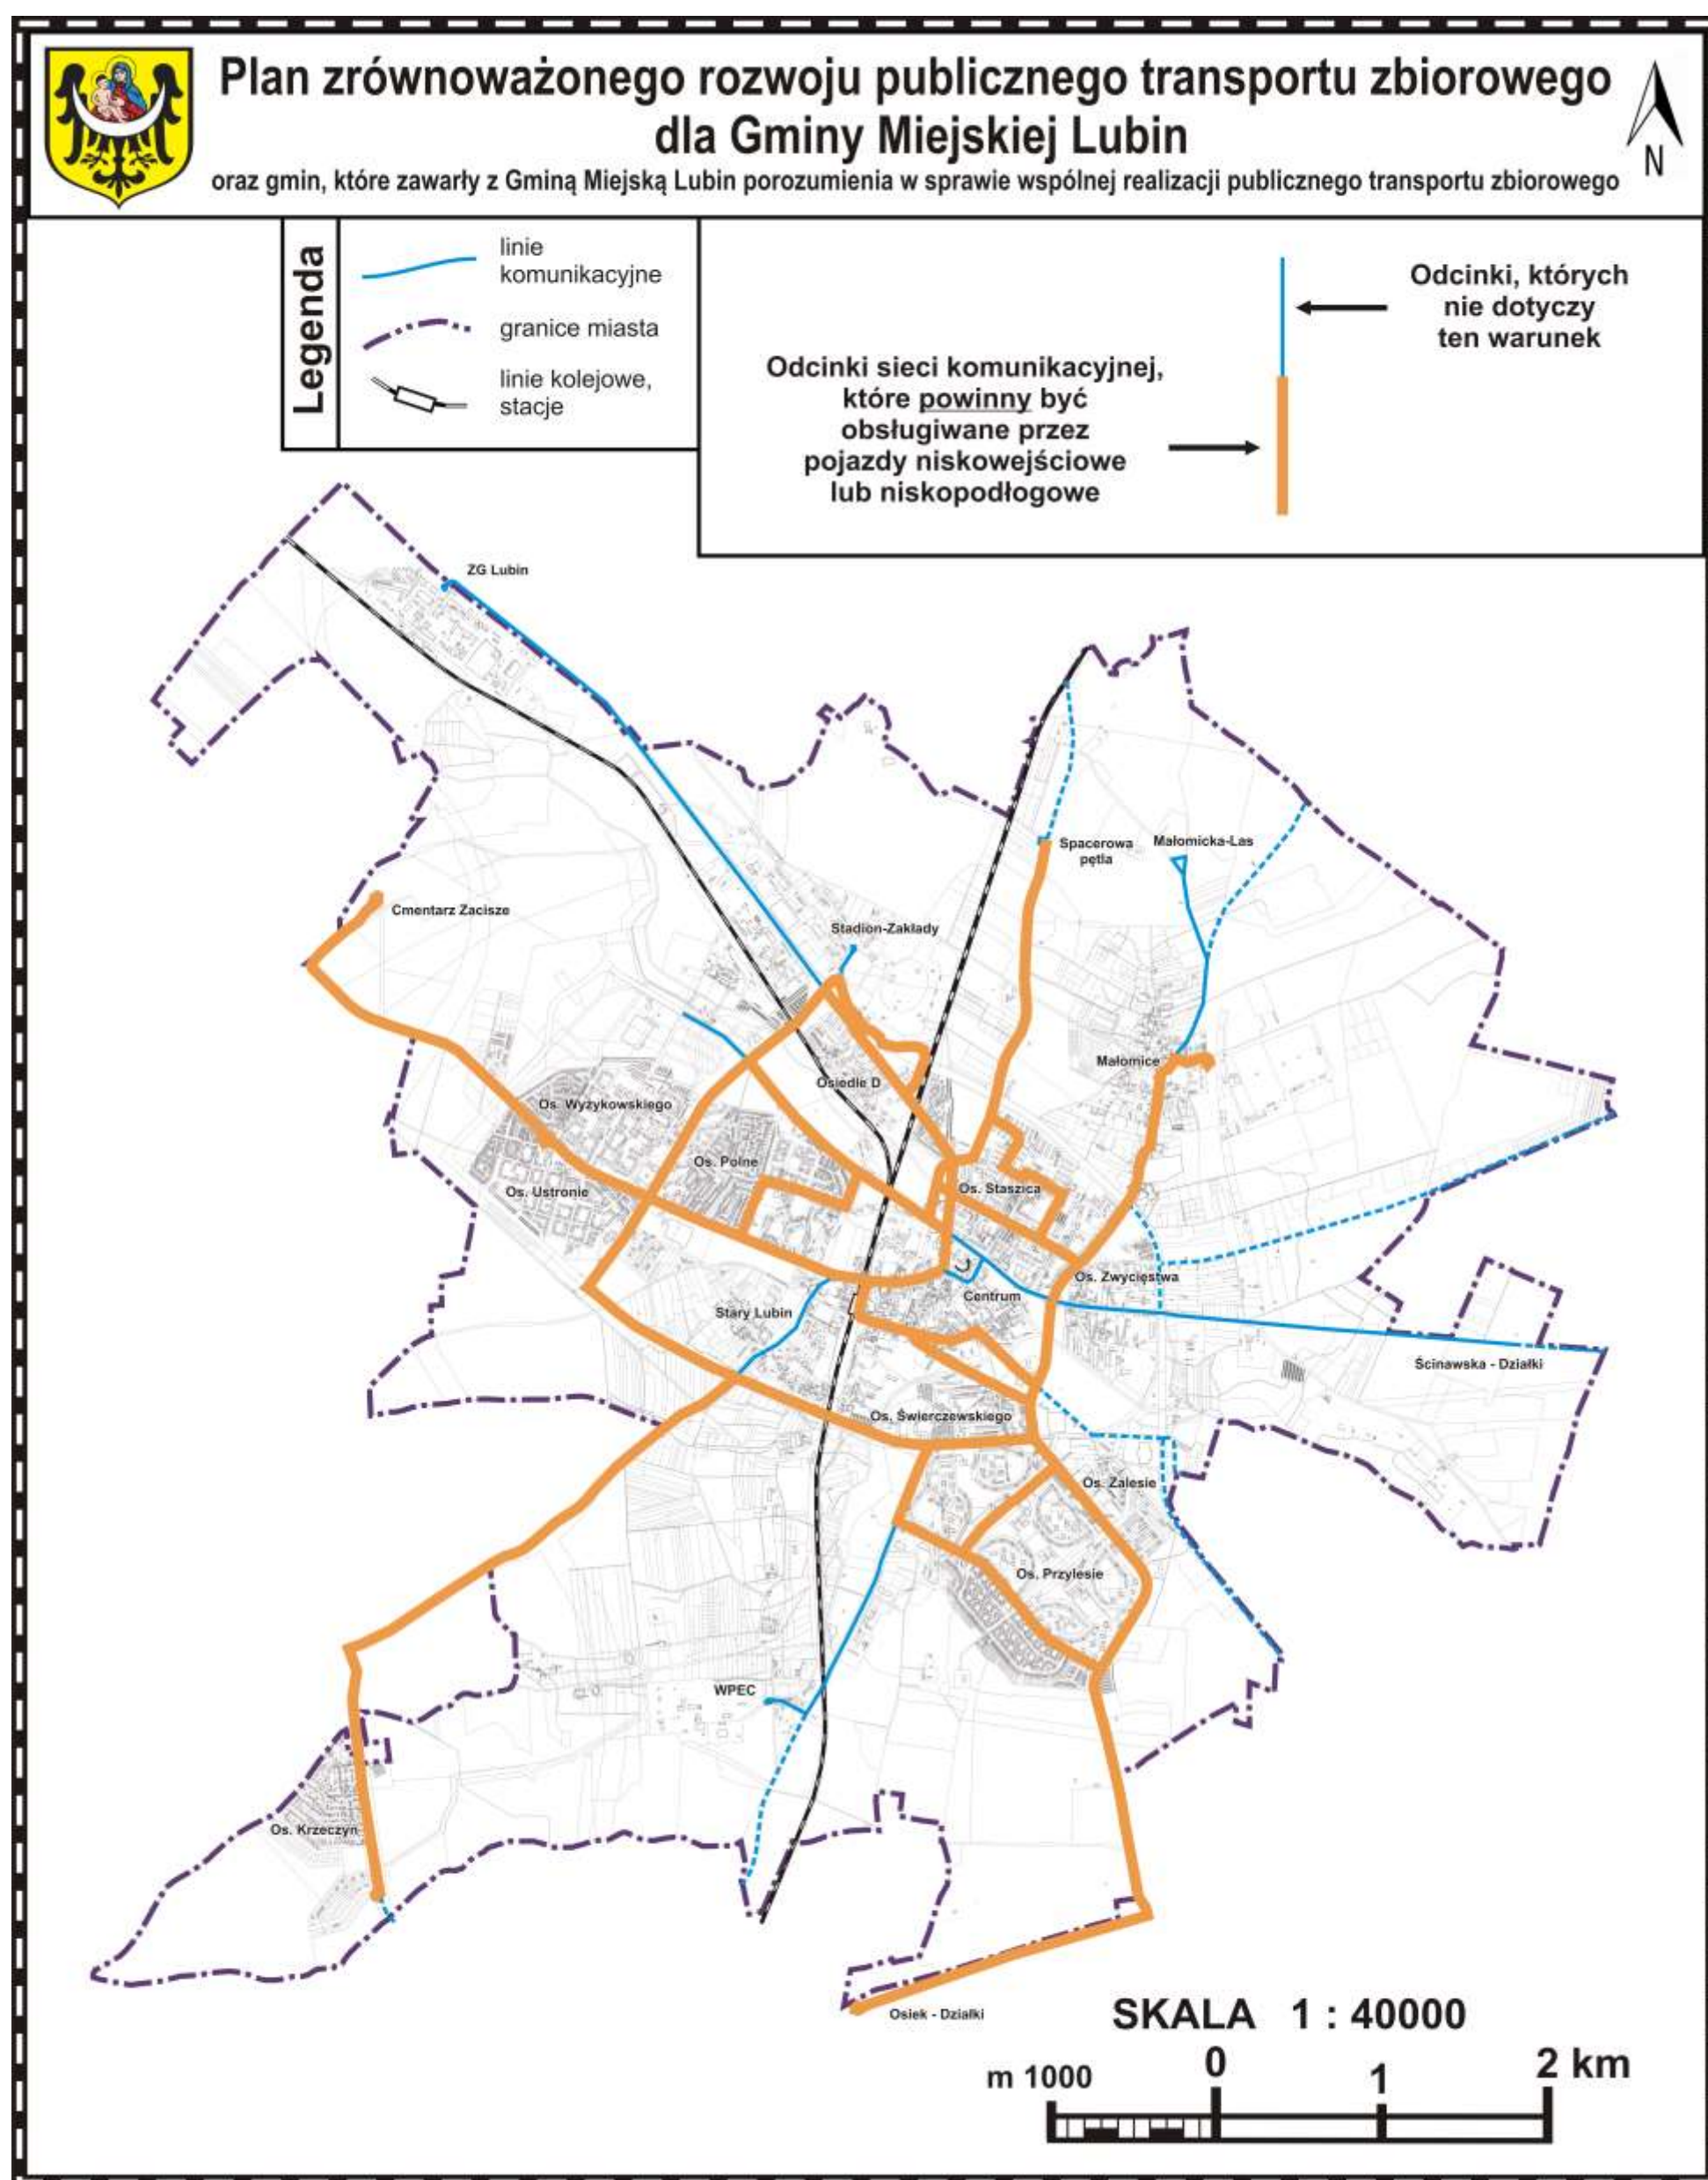 Plan zrównoważonego rozwoju publicznego transportu zbiorowego
dla Gminy Miejskiej Lubin
oraz gmin, które zawarły z Gminą Miejską Lubin porozumienia w sprawie wspólnej realizacji publicznego transportu zbiorowego
N
Legenda
linie
komunikacyjne
granice miasta
linie kolejowe,
stacje
Odcinki, których
nie dotyczy
ten warunek
Odcinki sieci komunikacyjnej,
które powinny być
obsługiwane przez
pojazdy niskowejściowe
lub niskopodłogowe
ZG Lubin
Spacerowa
pętla
Małomicka-Las
Cmentarz Zacisze
Stadion-Zakłady
Małomice
Osiedle D
Os. Wyżykowskiego
Os. Polne
Os. Ustronie
Os. Staszica
Os. Zwycięstwa
Centrum
Stary Lubin
Ścinawska - Działki
Os. Świerczewskiego
Os. Zalesie
Os. Przylesie
WPEC
Os. Krzeczyn
Osiek - Działki
SKALA 1 : 40000
m 1000 0 1 2 km